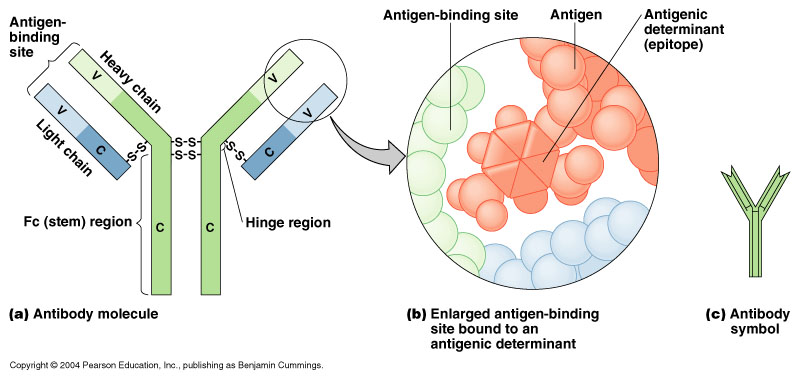 Antigen-
binding
site
Heavy chain
V
V
V
V
Light chain
C
C
S-S
-S-S-
-S-S-
S-S
Fc (stem) region
C
C
Hinge region
(a) Antibody molecule
Antigen-binding site
Antigen
Antigenic
determinant
(epitope)
(b) Enlarged antigen-binding
site bound to an
antigenic determinant
(c) Antibody
symbol
Copyright © 2004 Pearson Education, Inc., publishing as Benjamin Cummings.